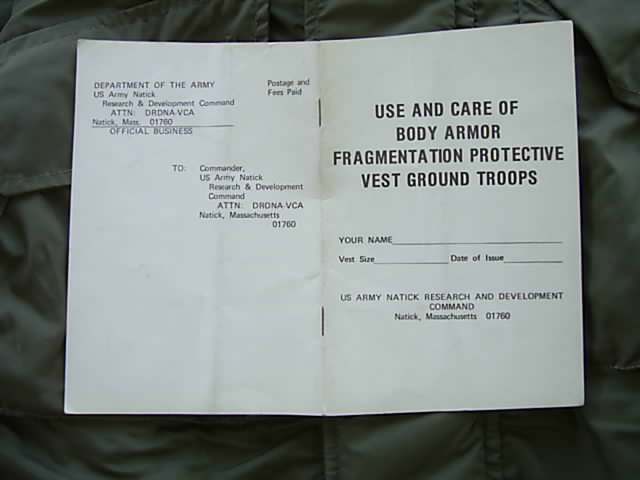 DEPARTMENT OF THE ARMY
US Army Natick
Research & Development Command
ATTN: DRDNA-VCA
Natick, Mass. 01760
OFFICIAL BUSINESS
Postage and
Fees Paid
TO: Commander,
US Army Natick
Research & Development
Command
ATTN: DRDNA-VCA
Natick, Massachusetts
01760
USE AND CARE OF
BODY ARMOR
FRAGMENTATION PROTECTIVE
VEST GROUND TROOPS
YOUR NAME
Vest Size Date of Issue
US ARMY NATICK RESEARCH AND DEVELOPMENT
COMMAND
Natick, Massachusetts 01760